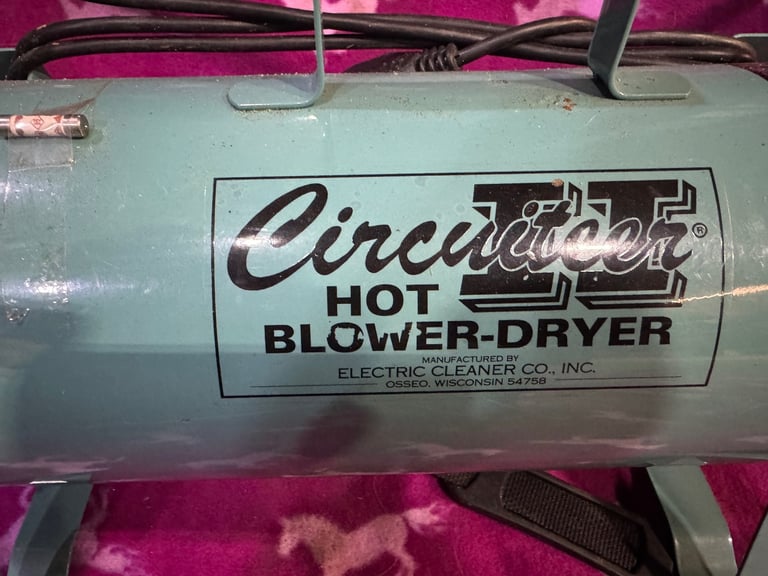 Circuiteer II®
HOT
BLOWER-DRYER
MANUFACTURED BY
ELECTRIC CLEANER CO., INC.
OSSEO, WISCONSIN 54758